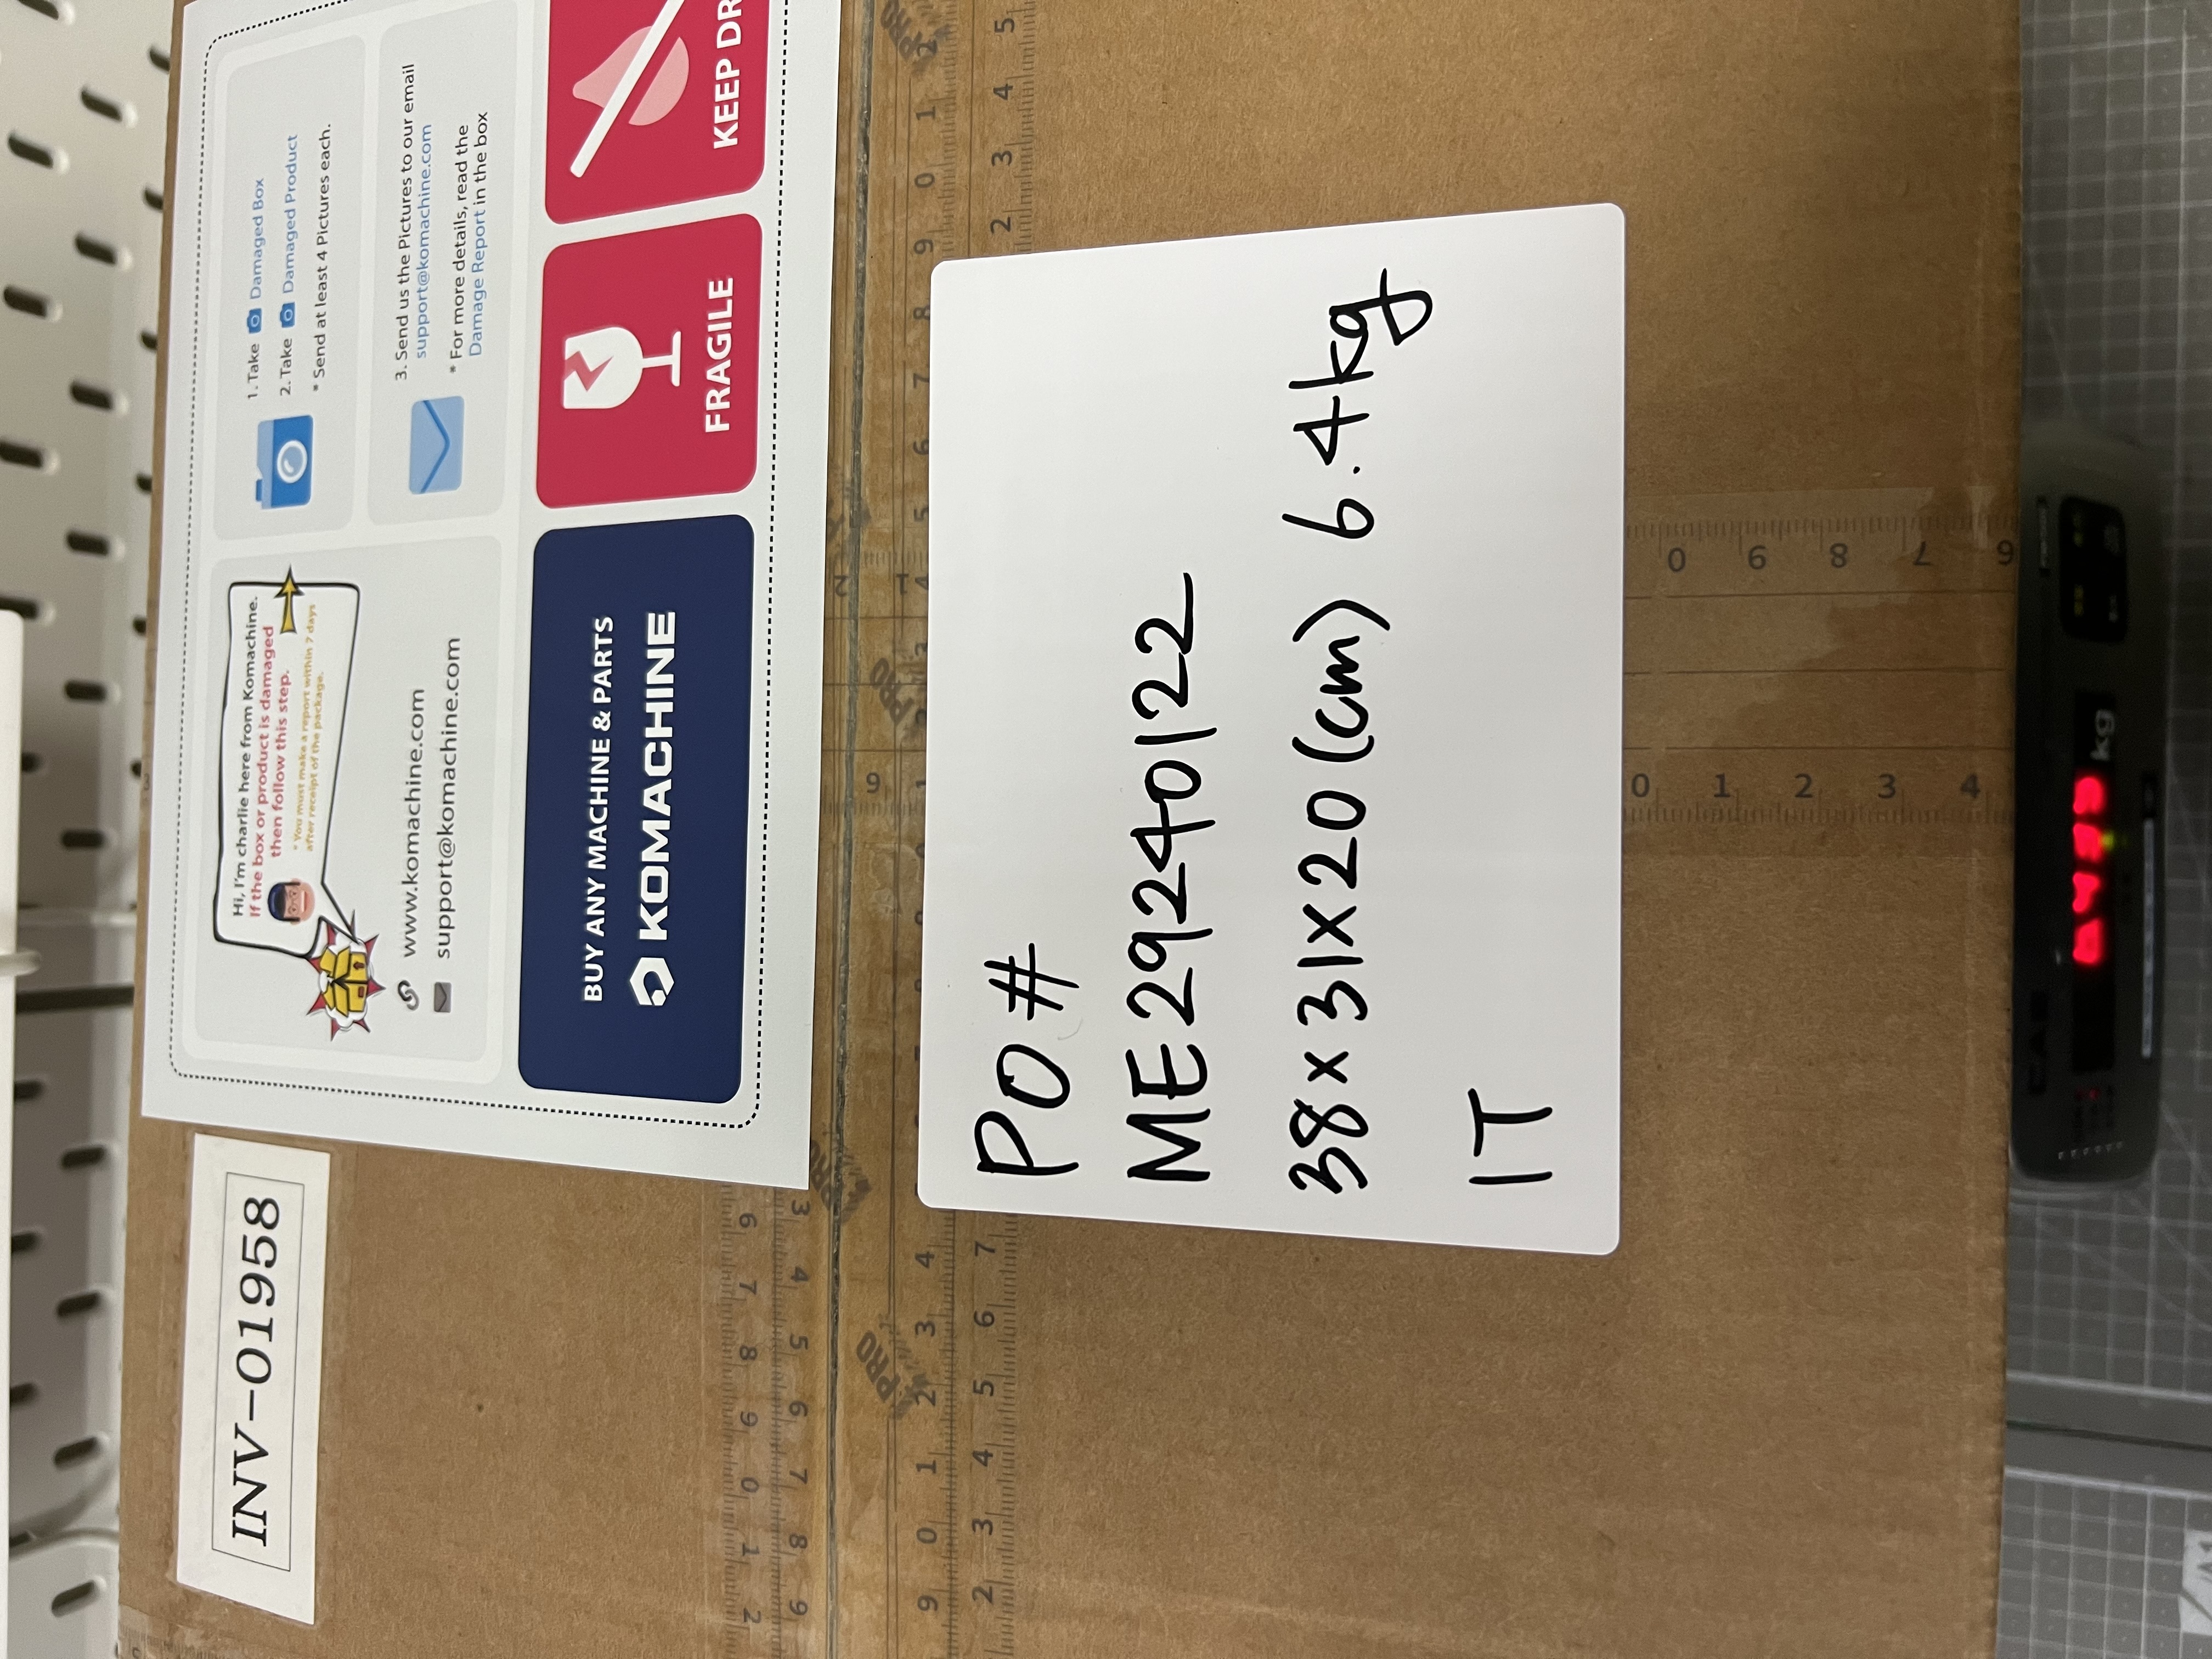 INV-01958
Hi, I'm charlie here from Komachine.
If the box or product is damaged
then follow this step.
* You must make a report within 7 days
after receipt of the package.
www.komachine.com
support@komachine.com
1. Take Damaged Box
2. Take Damaged Product
* Send at least 4 Pictures each.
3. Send us the Pictures to our email
support@komachine.com
* For more details, read the
Damage Report in the box
BUY ANY MACHINE & PARTS
KOMACHINE
FRAGILE
KEEP DR
PO#
ME29240122
38x31x20(cm) 6.4kg
IT
kg